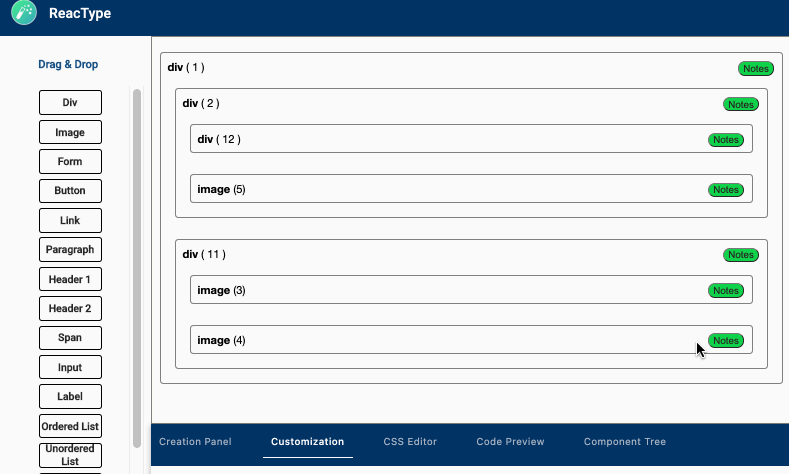 ReacType
Drag & Drop
Div
Image
Form
Button
Link
Paragraph
Header 1
Header 2
Span
Input
Label
Ordered List
Unordered
List
div ( 1 ) Notes
div ( 2 ) Notes
div ( 12 ) Notes
image (5) Notes
div ( 11 ) Notes
image (3) Notes
image (4) Notes
Creation Panel Customization CSS Editor Code Preview Component Tree